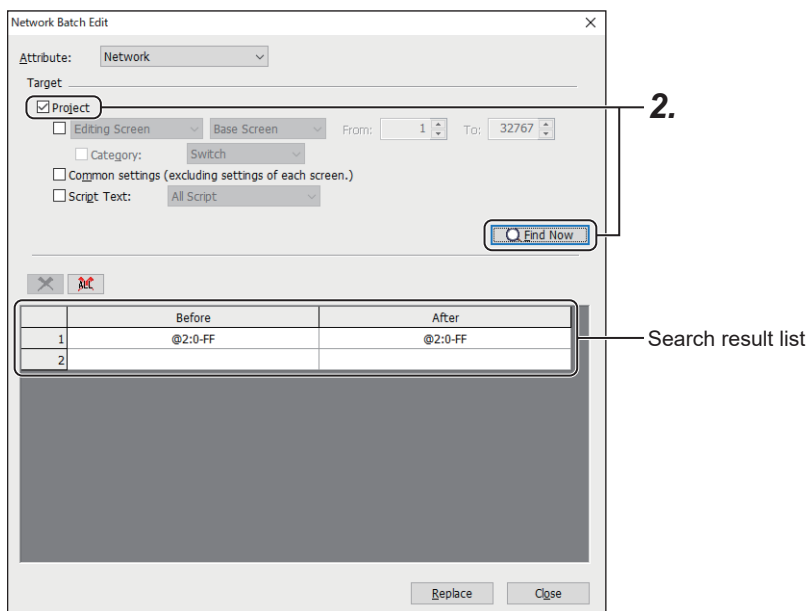 Network Batch Edit
Attribute: Network
Target
Project
2.
Editing Screen Base Screen From: 1 To: 32767
Category: Switch
Common settings (excluding settings of each screen.)
Script Text: All Script
Find Now
ALL
Before After
1 @2:0-FF @2:0-FF
Search result list
2
Replace Close